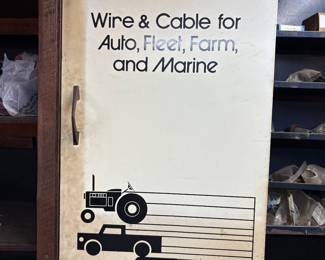 Wire & Cable for
Auto, Fleet, Farm,
and Marine